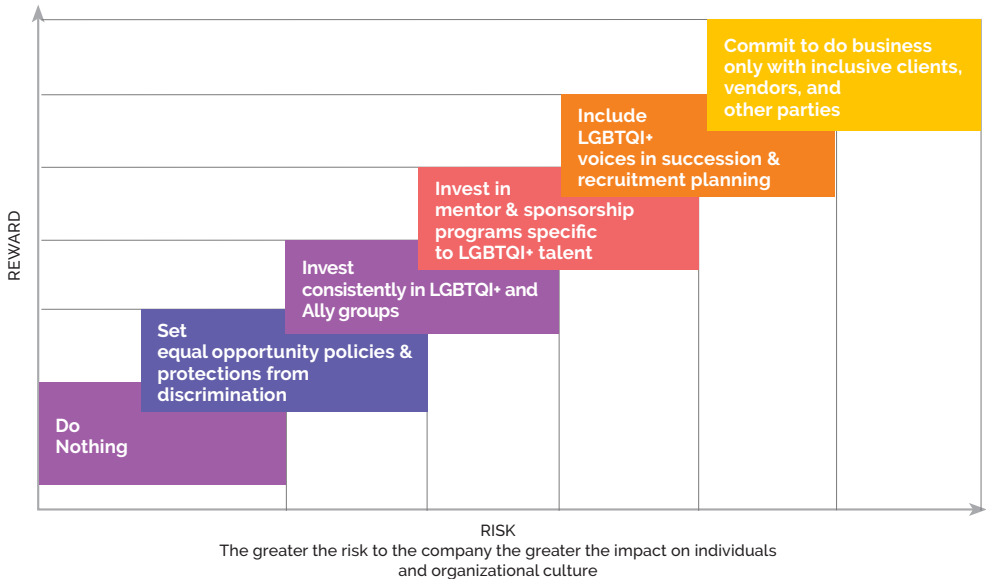 Commit to do business
only with inclusive clients,
vendors, and
other parties
Include
LGBTQI+
voices in succession &
recruitment planning
Invest in
mentor & sponsorship
programs specific
to LGBTQI+ talent
Invest
consistently in LGBTQI+ and
Ally groups
Set
equal opportunity policies &
protections from
discrimination
Do
Nothing
REWARD
RISK
The greater the risk to the company the greater the impact on individuals
and organizational culture